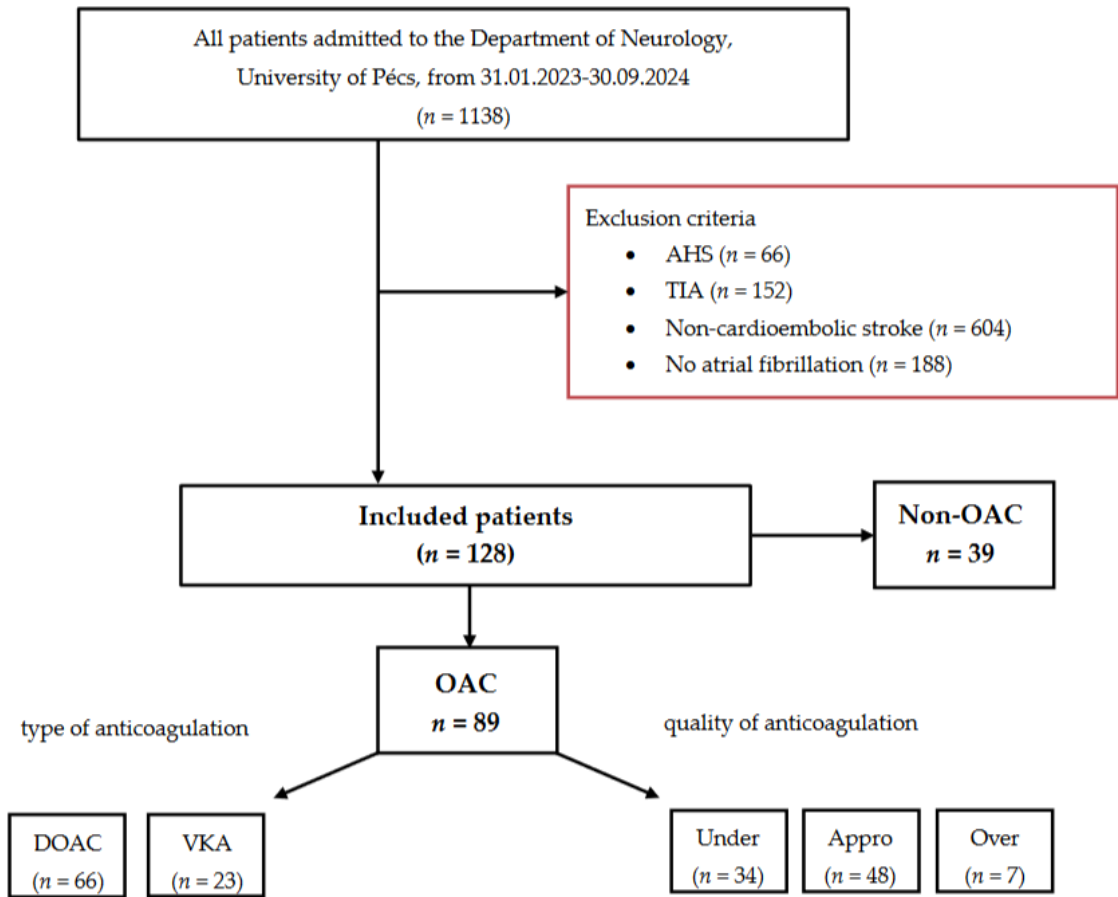 All patients admitted to the Department of Neurology,
University of Pécs, from 31.01.2023-30.09.2024
(n = 1138)
Exclusion criteria
• AHS (n = 66)
• TIA (n = 152)
• Non-cardioembolic stroke (n = 604)
• No atrial fibrillation (n = 188)
Included patients
(n = 128)
Non-OAC
n = 39
OAC
n = 89
type of anticoagulation
quality of anticoagulation
DOAC
(n = 66)
VKA
(n = 23)
Under
(n = 34)
Appro
(n = 48)
Over
(n = 7)